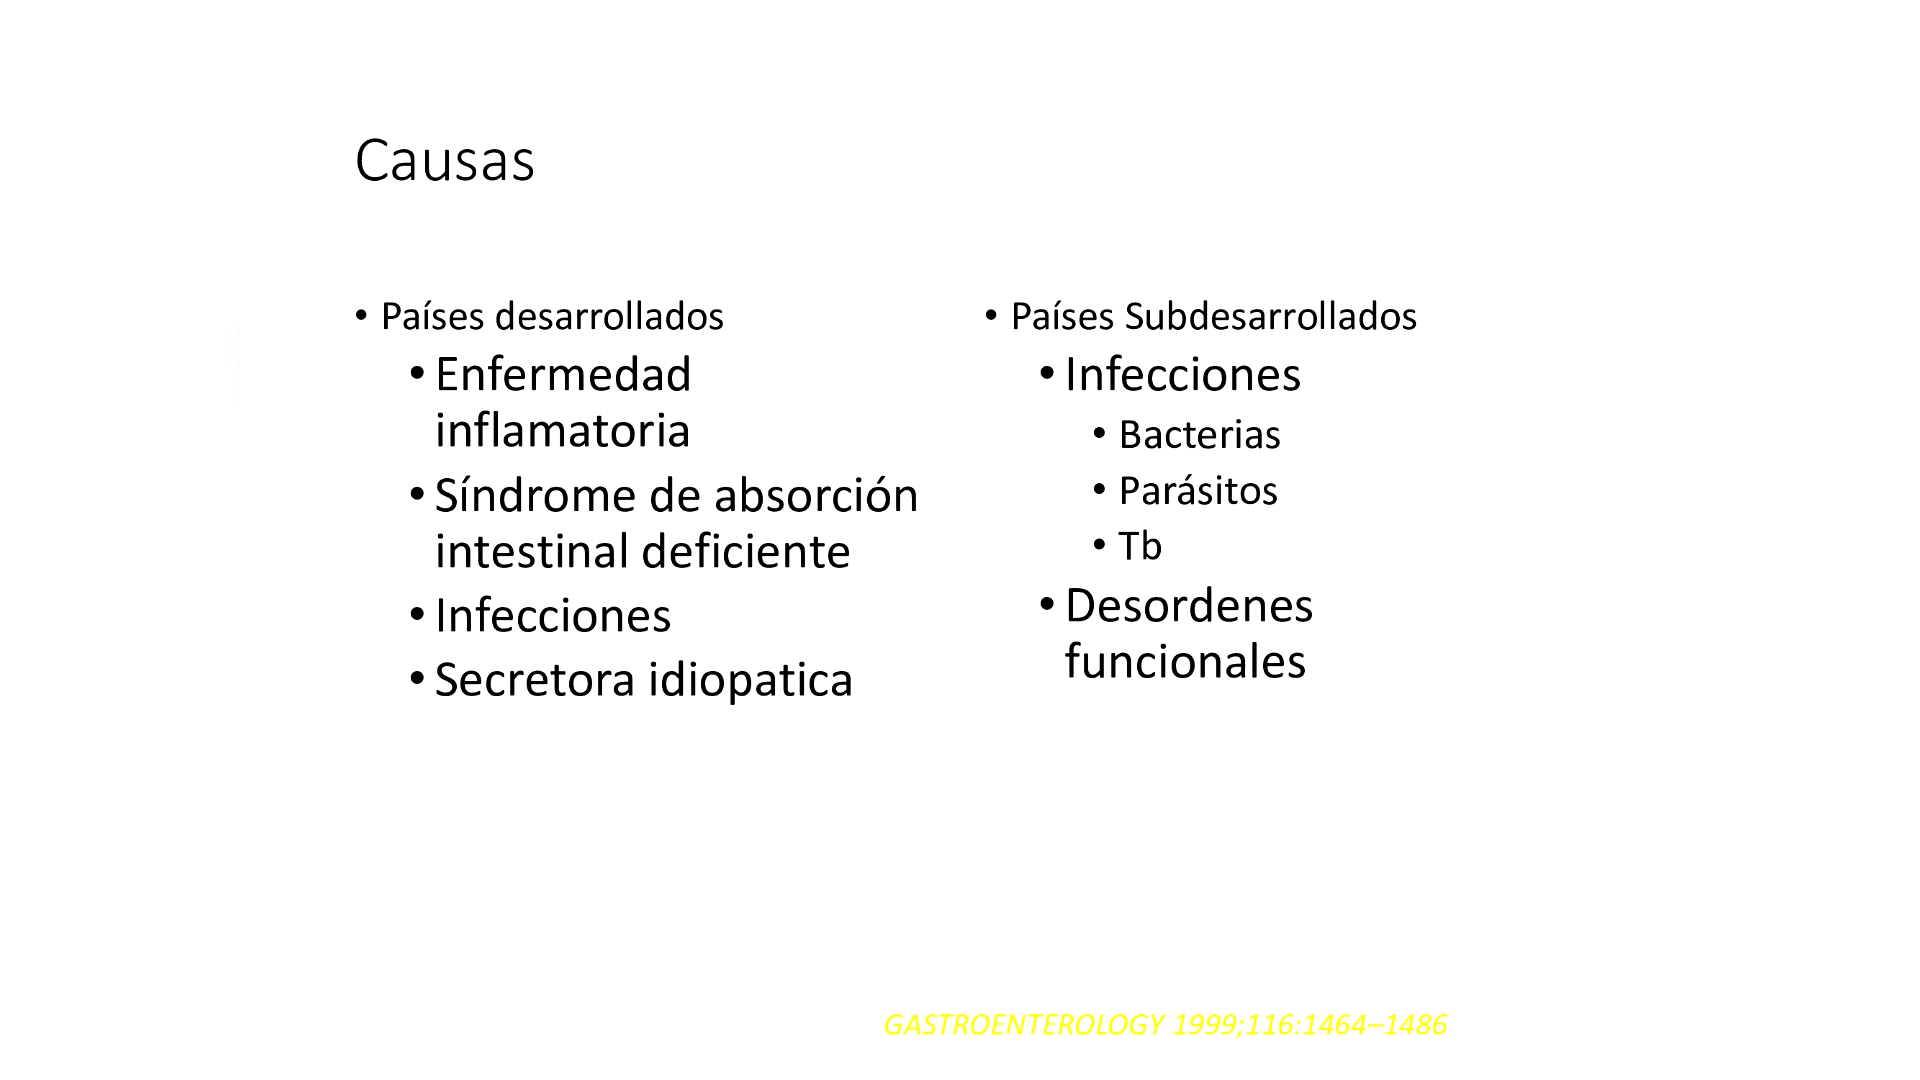 Causas
• Países desarrollados
• Enfermedad
inflamatoria
• Síndrome de absorción
intestinal deficiente
• Infecciones
• Secretora idiopatica
• Países Subdesarrollados
• Infecciones
• Bacterias
• Parásitos
• Tb
• Desordenes
funcionales
GASTROENTEROLOGY 1999;116:1464–1486